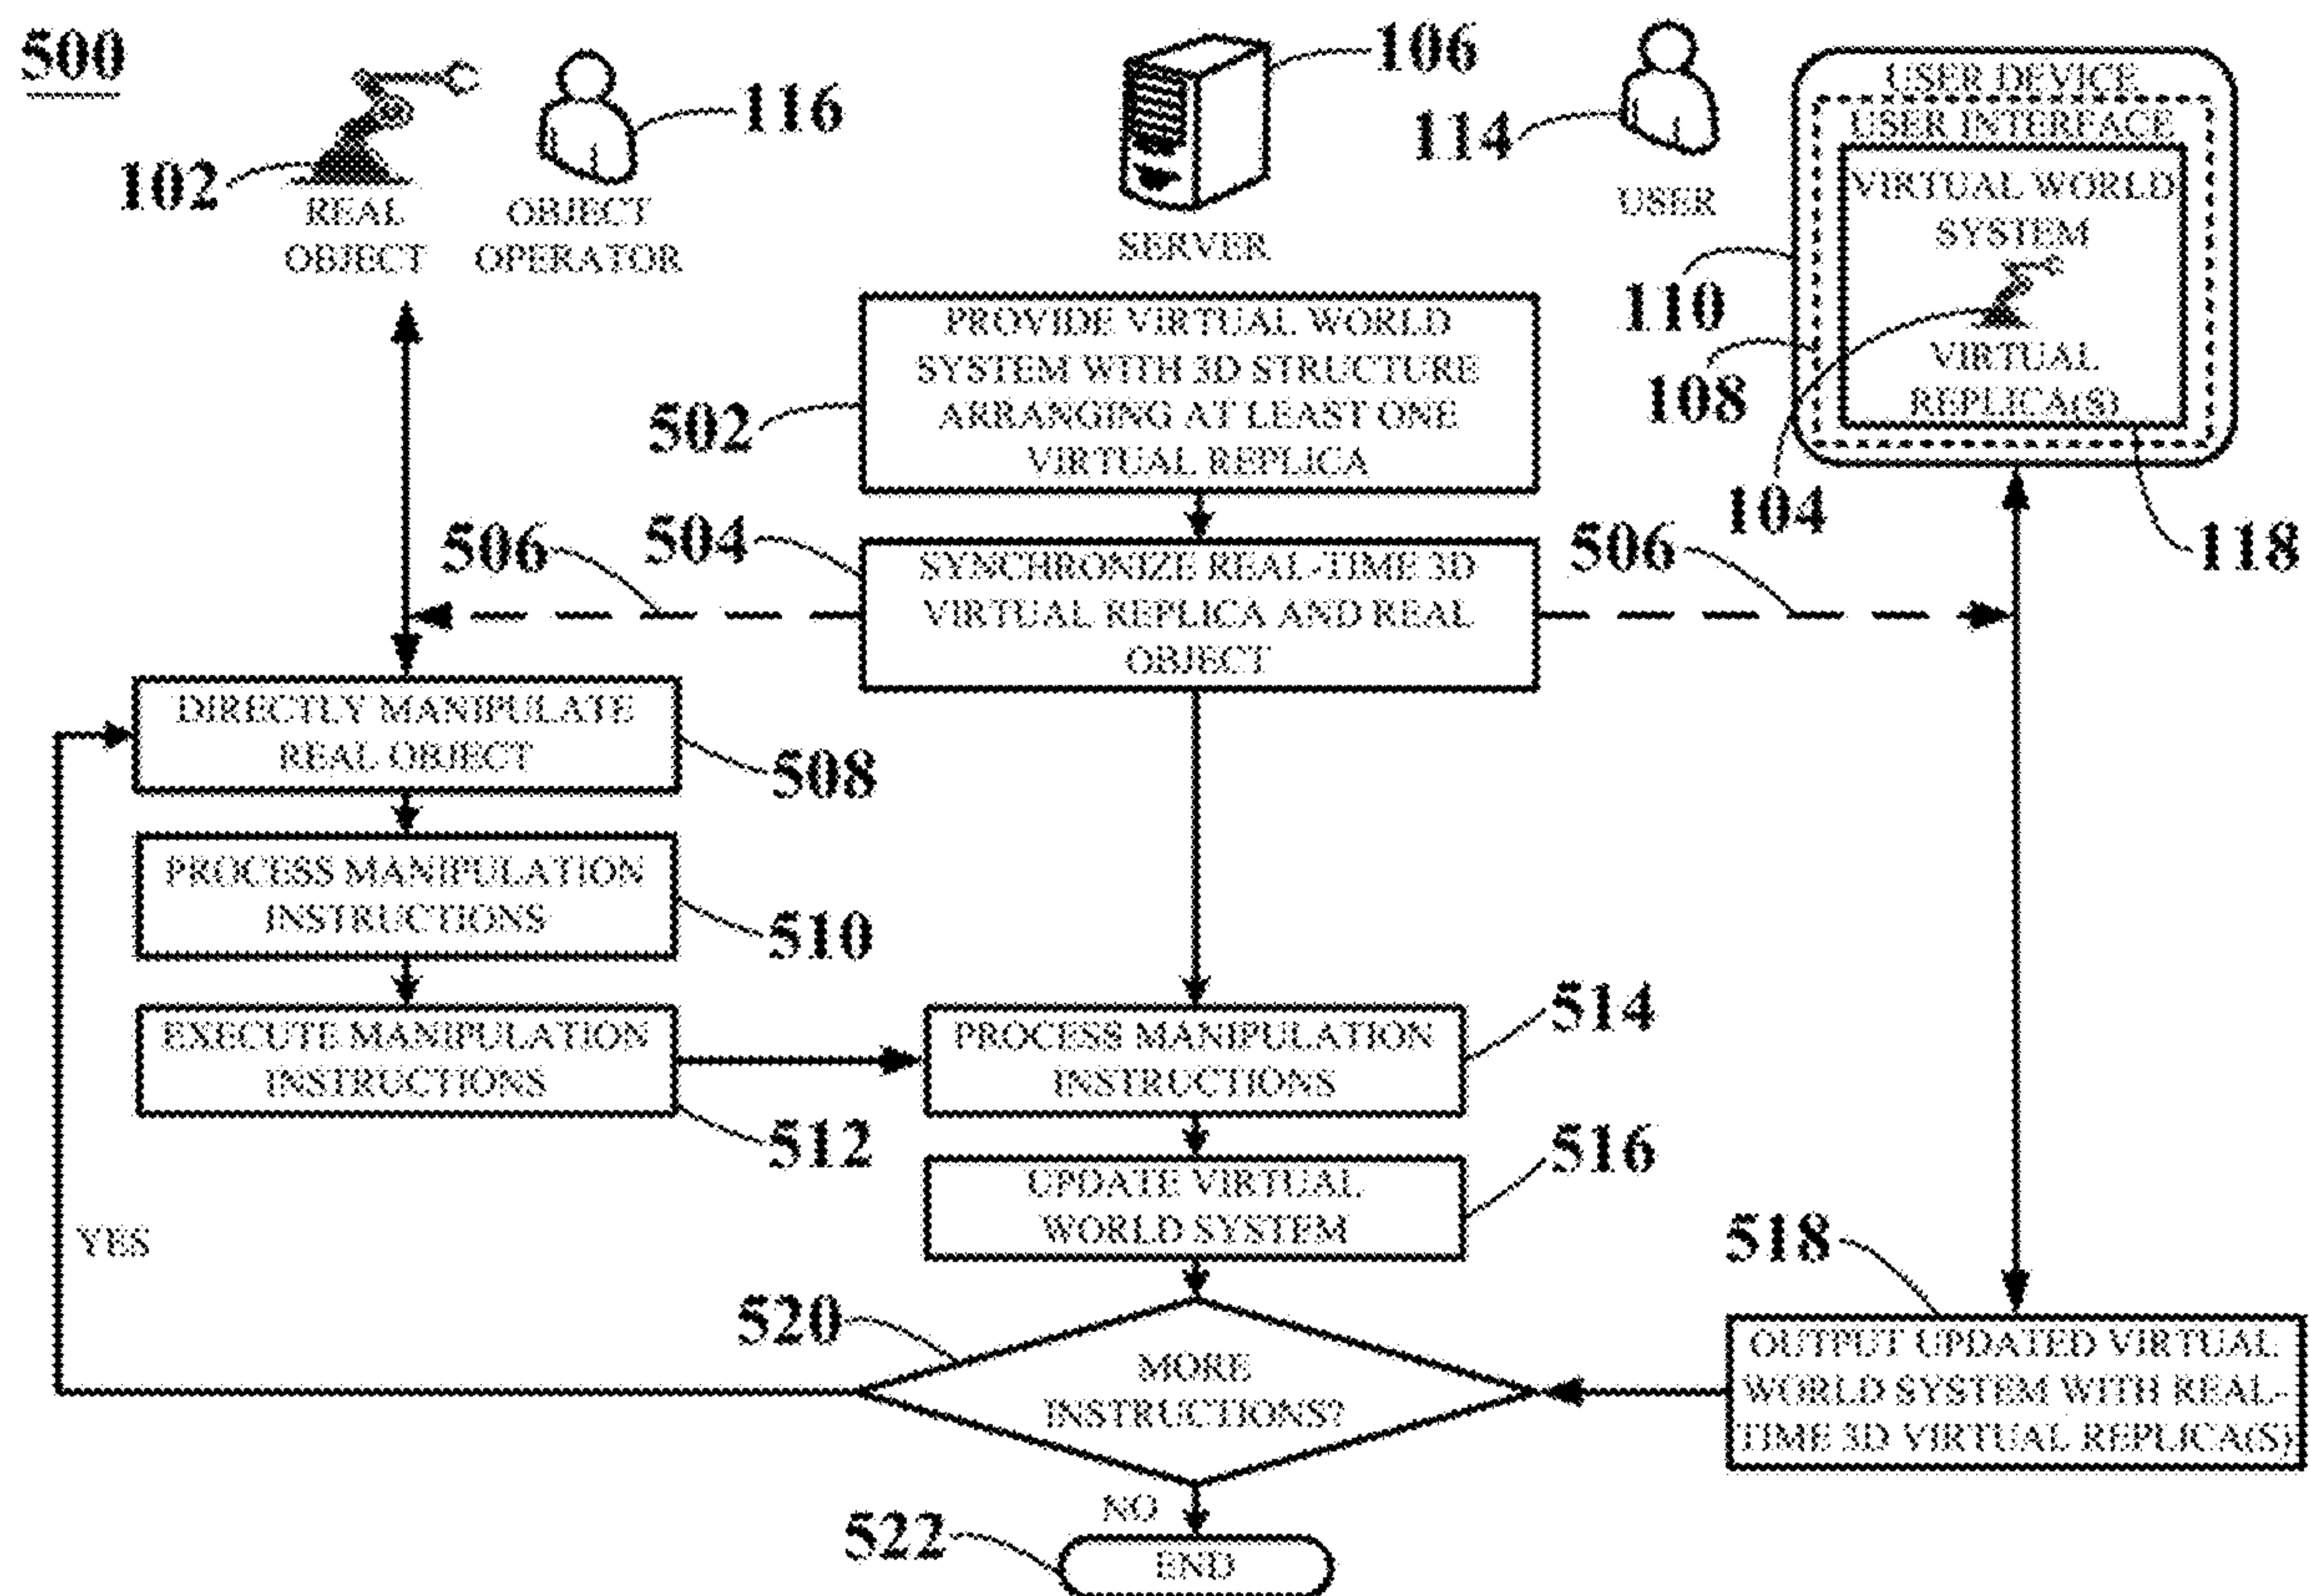 500
102
REAL
OBJECT
116
OBJECT
OPERATOR
106
SERVER
114
USER
USER DEVICE
USER INTERFACE
VIRTUAL WORLD
SYSTEM
VIRTUAL
REPLICA(S)
110
108
104
118
502
PROVIDE VIRTUAL WORLD
SYSTEM WITH 3D STRUCTURE
ARRANGING AT LEAST ONE
VIRTUAL REPLICA
506
504
SYNCHRONIZE REAL-TIME 3D
VIRTUAL REPLICA AND REAL
OBJECT
506
DIRECTLY MANIPULATE
REAL OBJECT
508
PROCESS MANIPULATION
INSTRUCTIONS
510
EXECUTE MANIPULATION
INSTRUCTIONS
512
PROCESS MANIPULATION
INSTRUCTIONS
514
UPDATE VIRTUAL
WORLD SYSTEM
516
YES
518
OUTPUT UPDATED VIRTUAL
WORLD SYSTEM WITH REAL-
TIME 3D VIRTUAL REPLICA(S)
520
MORE
INSTRUCTIONS?
NO
522
END